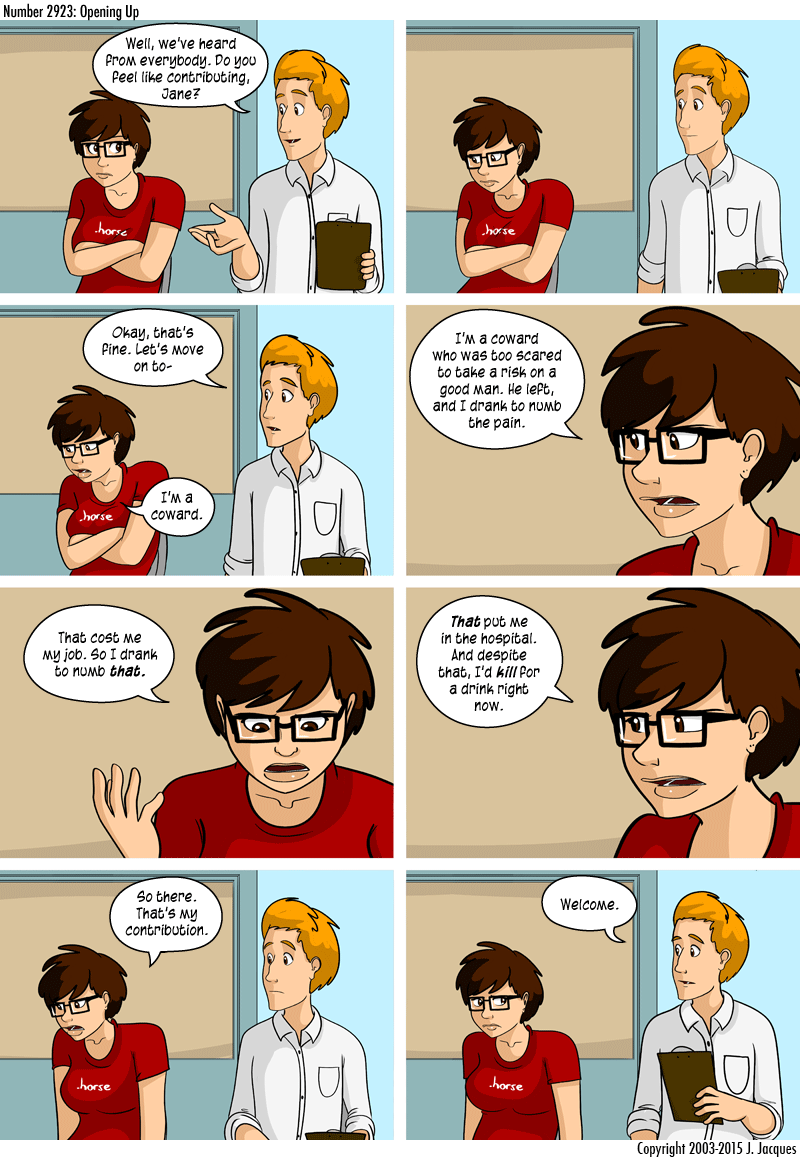 Number 2923: Opening Up
Well, we've heard
from everybody. Do you
feel like contributing,
Jane?
.horse
.horse
Okay, that's
fine. Let's move
on to-
I'm a
coward.
.horse
I'm a coward
who was too scared
to take a risk on a
good man. He left,
and I drank to numb
the pain.
That cost me
my job. So I drank
to numb that.
That put me
in the hospital.
And despite
that, I'd kill for
a drink right
now.
So there.
That's my
contribution.
.horse
Welcome.
.horse
Copyright 2003-2015 J. Jacques